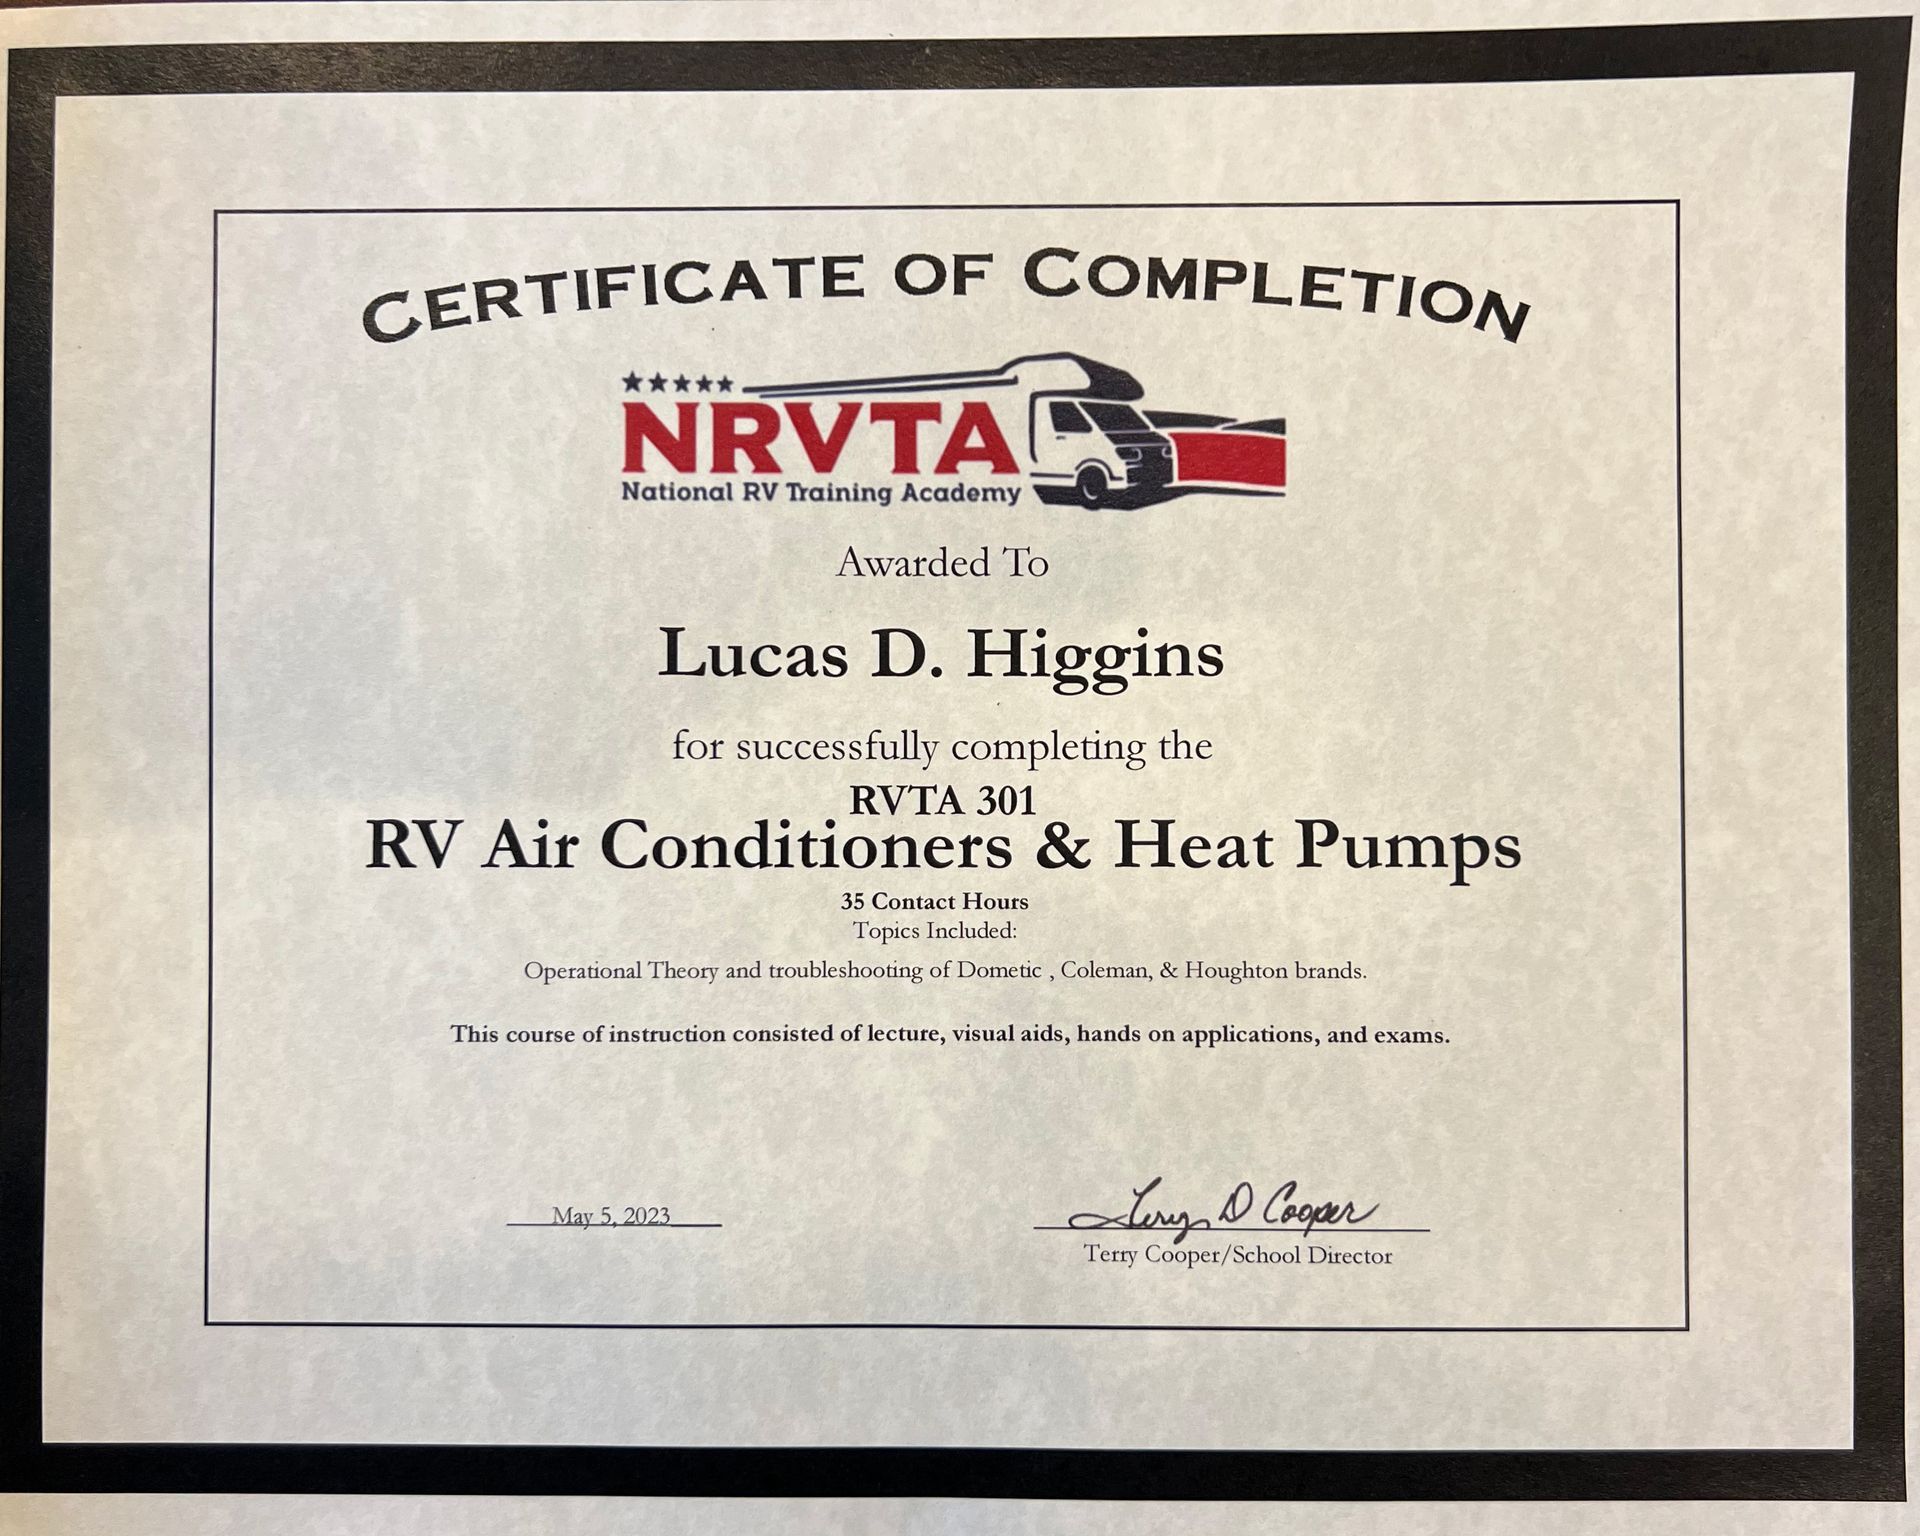 CERTIFICATE OF COMPLETION
NRVTA
National RV Training Academy
Awarded To
Lucas D. Higgins
for successfully completing the
RVTA 301
RV Air Conditioners & Heat Pumps
35 Contact Hours
Topics Included:
Operational Theory and troubleshooting of Dometic , Coleman, & Houghton brands.
This course of instruction consisted of lecture, visual aids, hands on applications, and exams.
May 5, 2023
Terry D Cooper
Terry Cooper/School Director